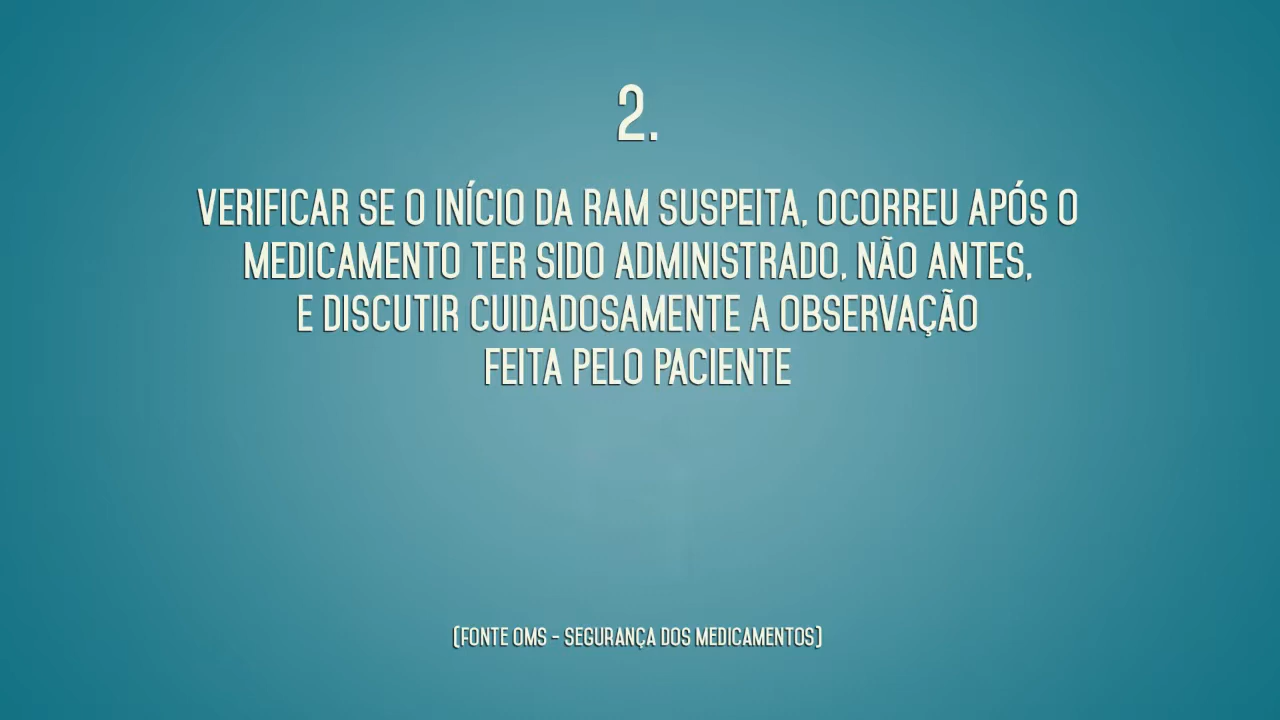 2.
VERIFICAR SE O INÍCIO DA RAM SUSPEITA, OCORREU APÓS O
MEDICAMENTO TER SIDO ADMINISTRADO, NÃO ANTES,
E DISCUTIR CUIDADOSAMENTE A OBSERVAÇÃO
FEITA PELO PACIENTE
(FONTE OMS - SEGURANÇA DOS MEDICAMENTOS)